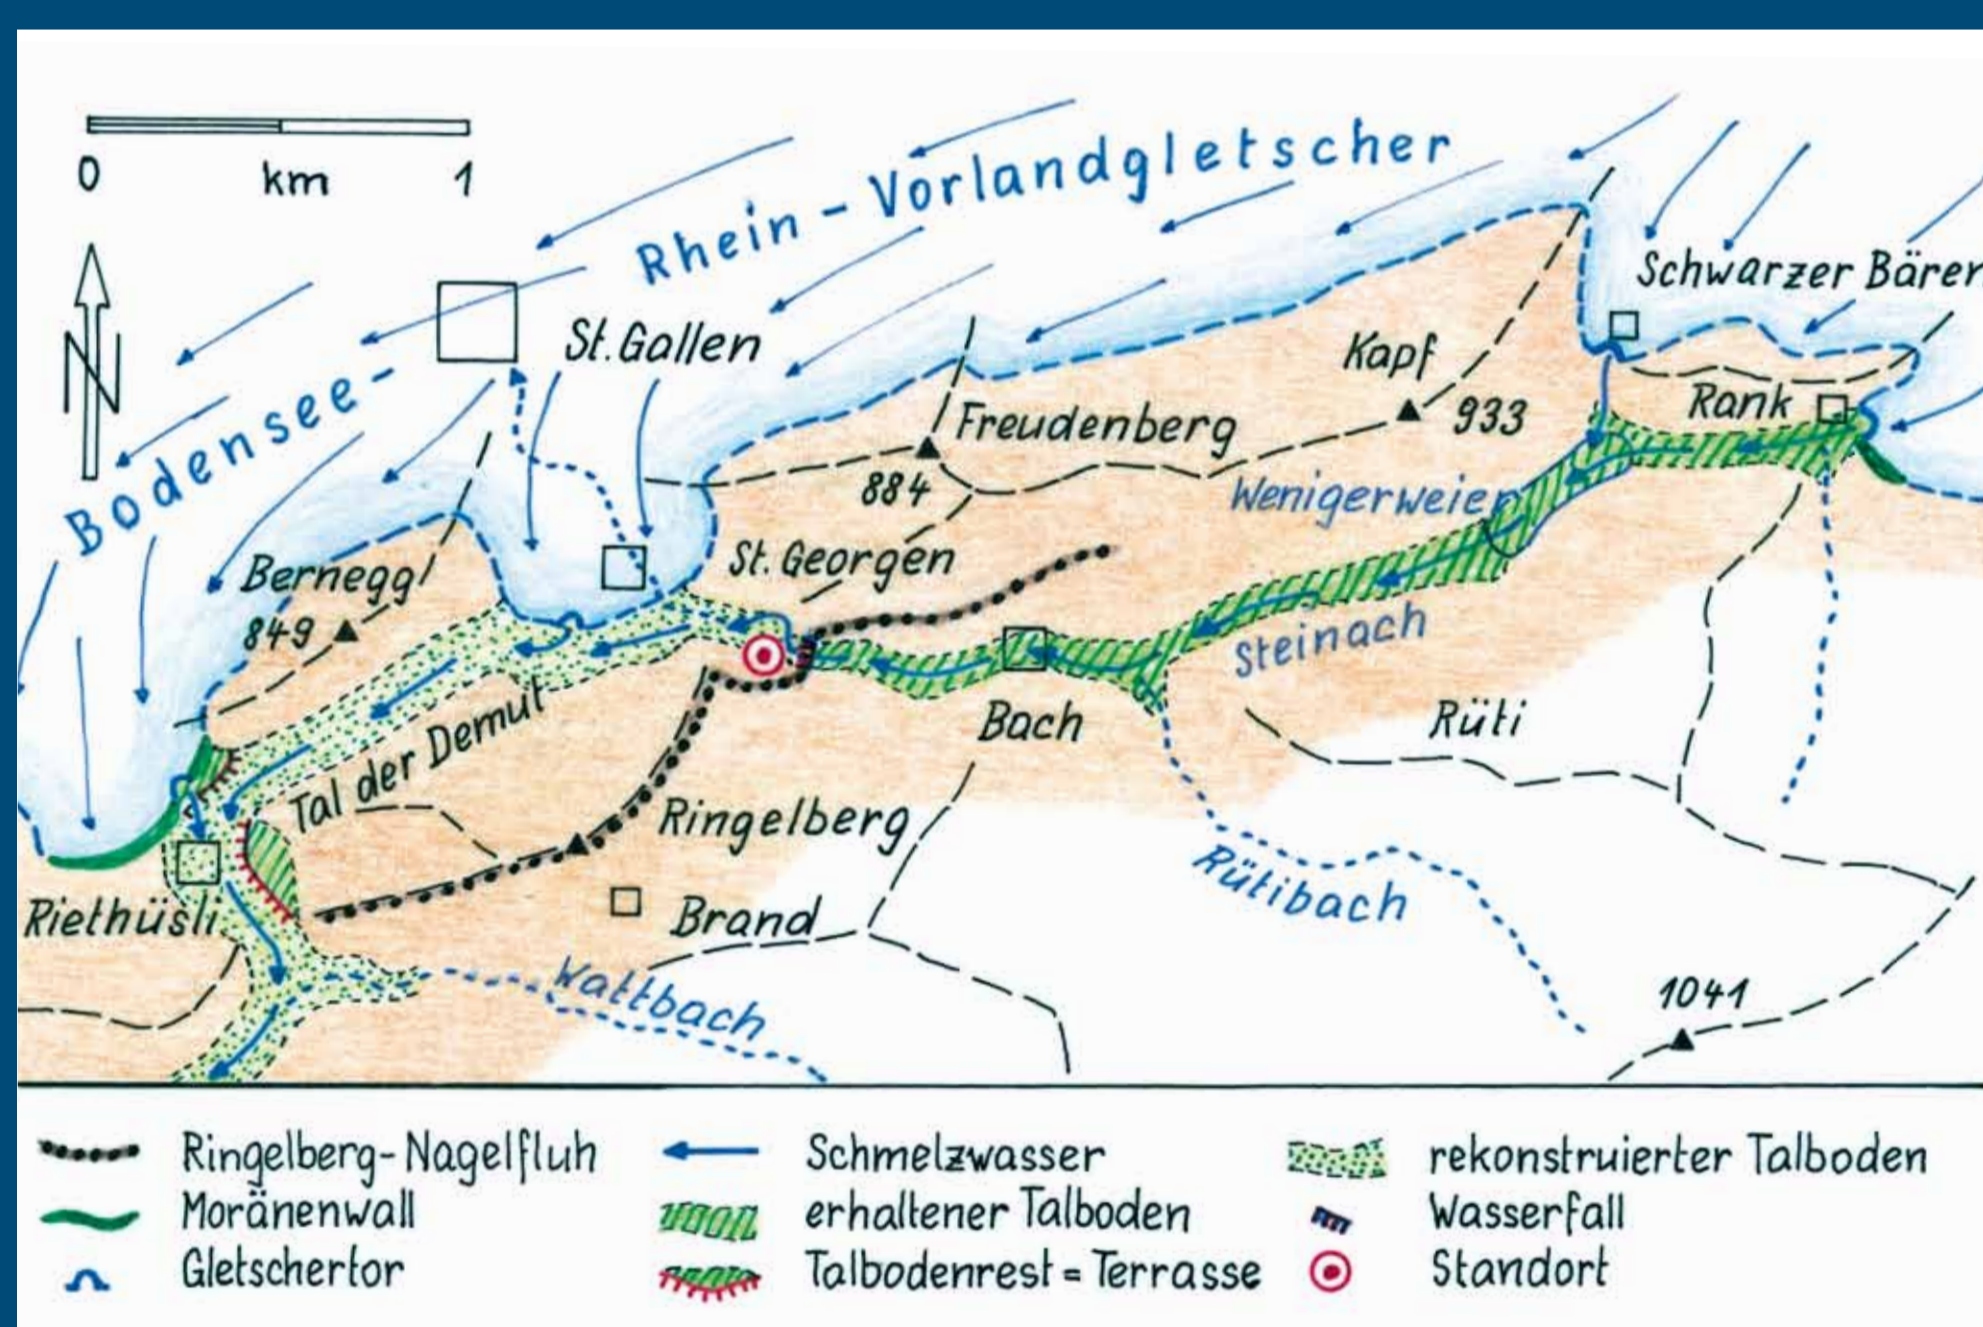 0 km 1
N
Bodensee-Rhein-Vorlandgletscher
St. Gallen
Schwarzer Bären
Kapf
933
Rank
Freudenberg
884
Wenigerweier
St. Georgen
Bernegg
849
Steinach
Tal der Demut
Bach
Rüti
Ringelberg
Rütibach
Riethüsli
Brand
Wattbach
1041
Ringelberg-Nagelfluh
Moränenwall
Gletschertor
Schmelzwasser
erhaltener Talboden
Talbodenrest = Terrasse
rekonstruierter Talboden
Wasserfall
Standort